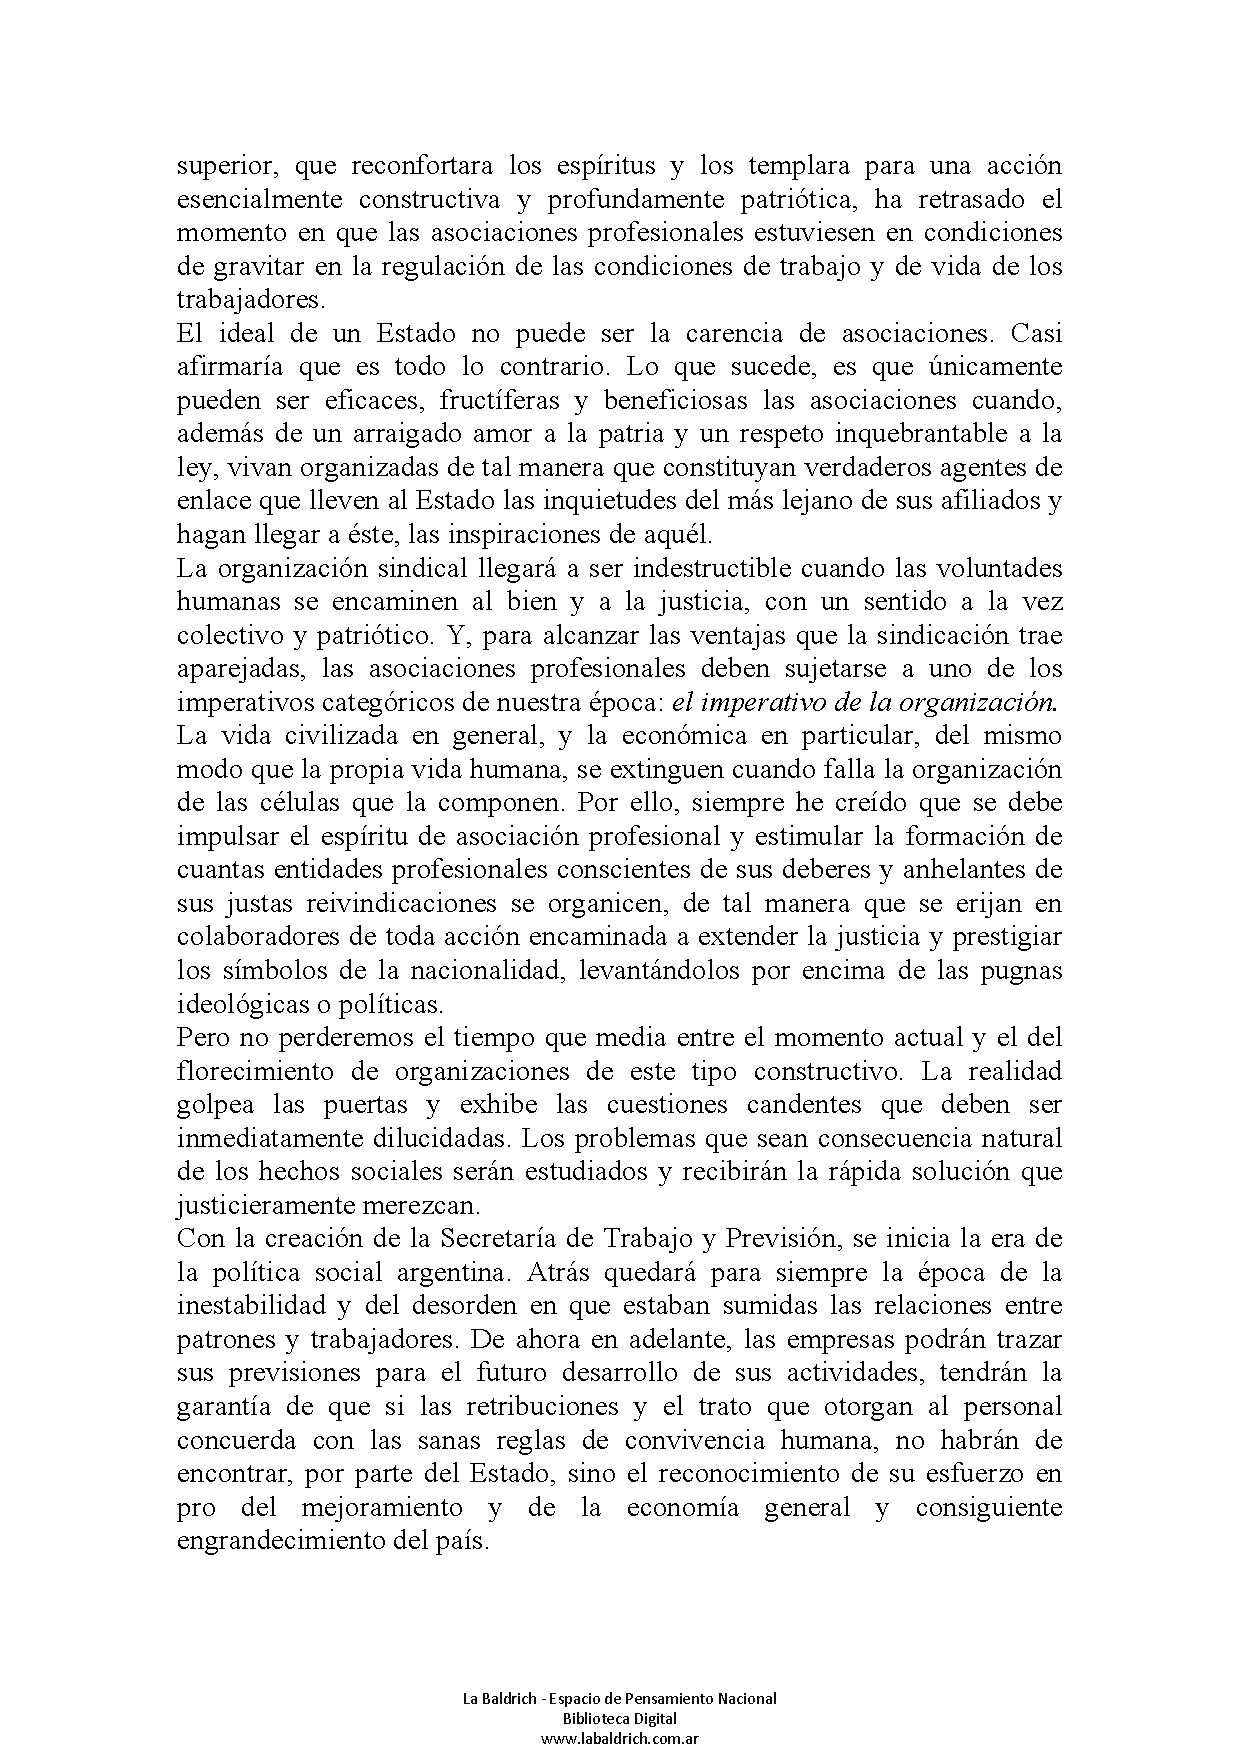 superior, que reconfortara los espíritus y los templara para una acción
esencialmente constructiva y profundamente patriótica, ha retrasado el
momento en que las asociaciones profesionales estuviesen en condiciones
de gravitar en la regulación de las condiciones de trabajo y de vida de los
trabajadores.
El ideal de un Estado no puede ser la carencia de asociaciones. Casi
afirmaría que es todo lo contrario. Lo que sucede, es que únicamente
pueden ser eficaces, fructíferas y beneficiosas las asociaciones cuando,
además de un arraigado amor a la patria y un respeto inquebrantable a la
ley, vivan organizadas de tal manera que constituyan verdaderos agentes de
enlace que lleven al Estado las inquietudes del más lejano de sus afiliados y
hagan llegar a éste, las inspiraciones de aquél.
La organización sindical llegará a ser indestructible cuando las voluntades
humanas se encaminen al bien y a la justicia, con un sentido a la vez
colectivo y patriótico. Y, para alcanzar las ventajas que la sindicación trae
aparejadas, las asociaciones profesionales deben sujetarse a uno de los
imperativos categóricos de nuestra época: el imperativo de la organización.
La vida civilizada en general, y la económica en particular, del mismo
modo que la propia vida humana, se extinguen cuando falla la organización
de las células que la componen. Por ello, siempre he creído que se debe
impulsar el espíritu de asociación profesional y estimular la formación de
cuantas entidades profesionales conscientes de sus deberes y anhelantes de
sus justas reivindicaciones se organicen, de tal manera que se erijan en
colaboradores de toda acción encaminada a extender la justicia y prestigiar
los símbolos de la nacionalidad, levantándolos por encima de las pugnas
ideológicas o políticas.
Pero no perderemos el tiempo que media entre el momento actual y el del
florecimiento de organizaciones de este tipo constructivo. La realidad
golpea las puertas y exhibe las cuestiones candentes que deben ser
inmediatamente dilucidadas. Los problemas que sean consecuencia natural
de los hechos sociales serán estudiados y recibirán la rápida solución que
justicieramente merezcan.
Con la creación de la Secretaría de Trabajo y Previsión, se inicia la era de
la política social argentina. Atrás quedará para siempre la época de la
inestabilidad y del desorden en que estaban sumidas las relaciones entre
patrones y trabajadores. De ahora en adelante, las empresas podrán trazar
sus previsiones para el futuro desarrollo de sus actividades, tendrán la
garantía de que si las retribuciones y el trato que otorgan al personal
concuerda con las sanas reglas de convivencia humana, no habrán de
encontrar, por parte del Estado, sino el reconocimiento de su esfuerzo en
pro del mejoramiento y de la economía general y consiguiente
engrandecimiento del país.
La Baldrich - Espacio de Pensamiento Nacional
Biblioteca Digital
www.labaldrich.com.ar